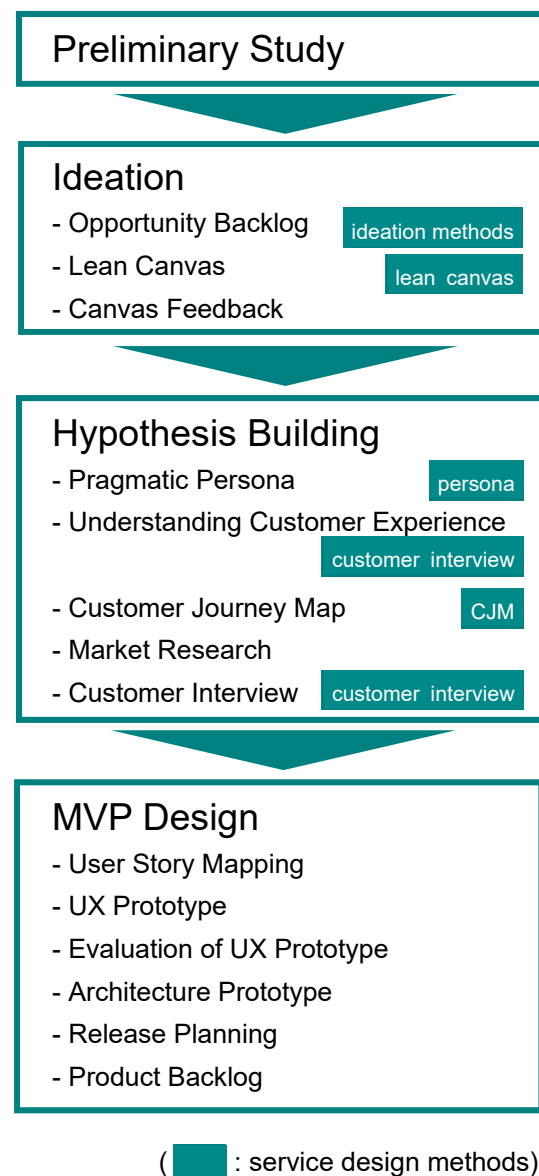 Preliminary Study
Ideation
- Opportunity Backlog ideation methods
- Lean Canvas lean canvas
- Canvas Feedback
Hypothesis Building
- Pragmatic Persona persona
- Understanding Customer Experience
customer interview
- Customer Journey Map CJM
- Market Research
- Customer Interview customer interview
MVP Design
- User Story Mapping
- UX Prototype
- Evaluation of UX Prototype
- Architecture Prototype
- Release Planning
- Product Backlog
( : service design methods)